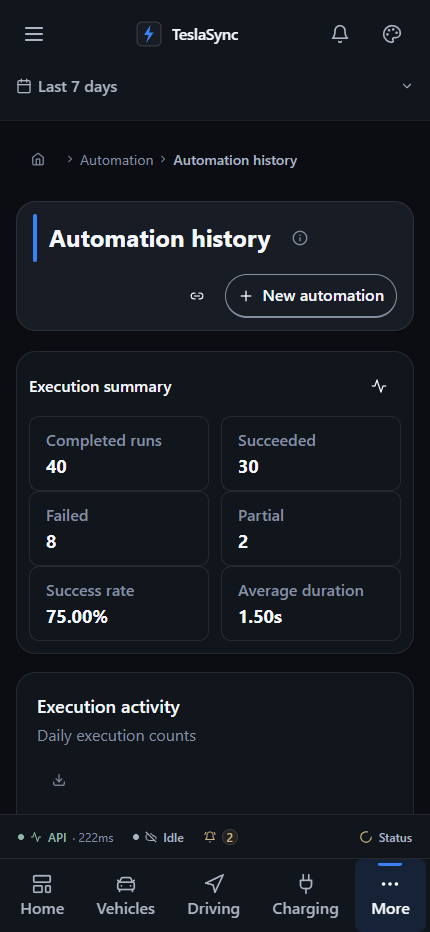 TeslaSync
Last 7 days
Automation
Automation history
Automation history
New automation
Execution summary
Completed runs
40
Succeeded
30
Failed
8
Partial
2
Success rate
75.00%
Average duration
1.50s
Execution activity
Daily execution counts
API · 222ms
Idle
2
Status
Home
Vehicles
Driving
Charging
More